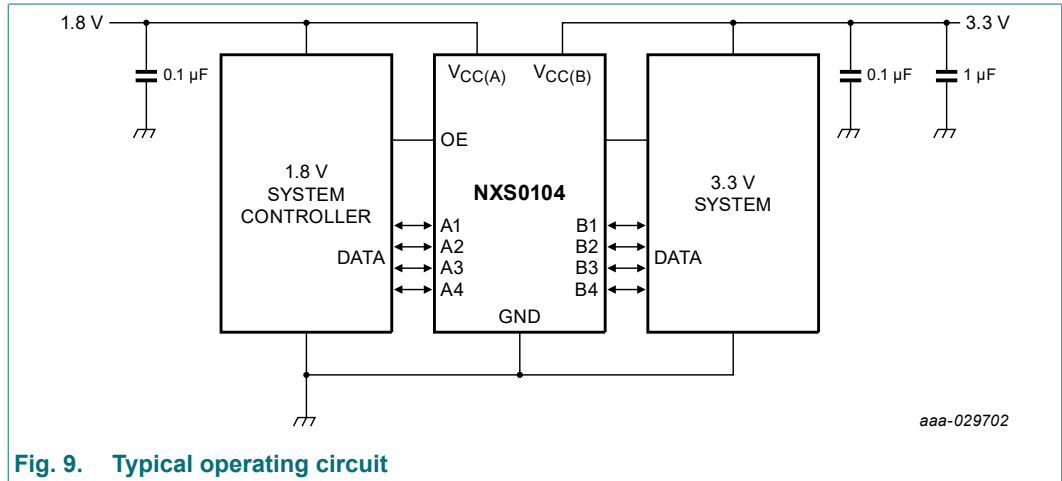 1.8 V
3.3 V
0.1 μF
VCC(A)
VCC(B)
0.1 μF
1 μF
OE
1.8 V
SYSTEM
CONTROLLER
NXS0104
3.3 V
SYSTEM
DATA
A1
A2
A3
A4
B1
B2
B3
B4
DATA
GND
aaa-029702
Fig. 9. Typical operating circuit